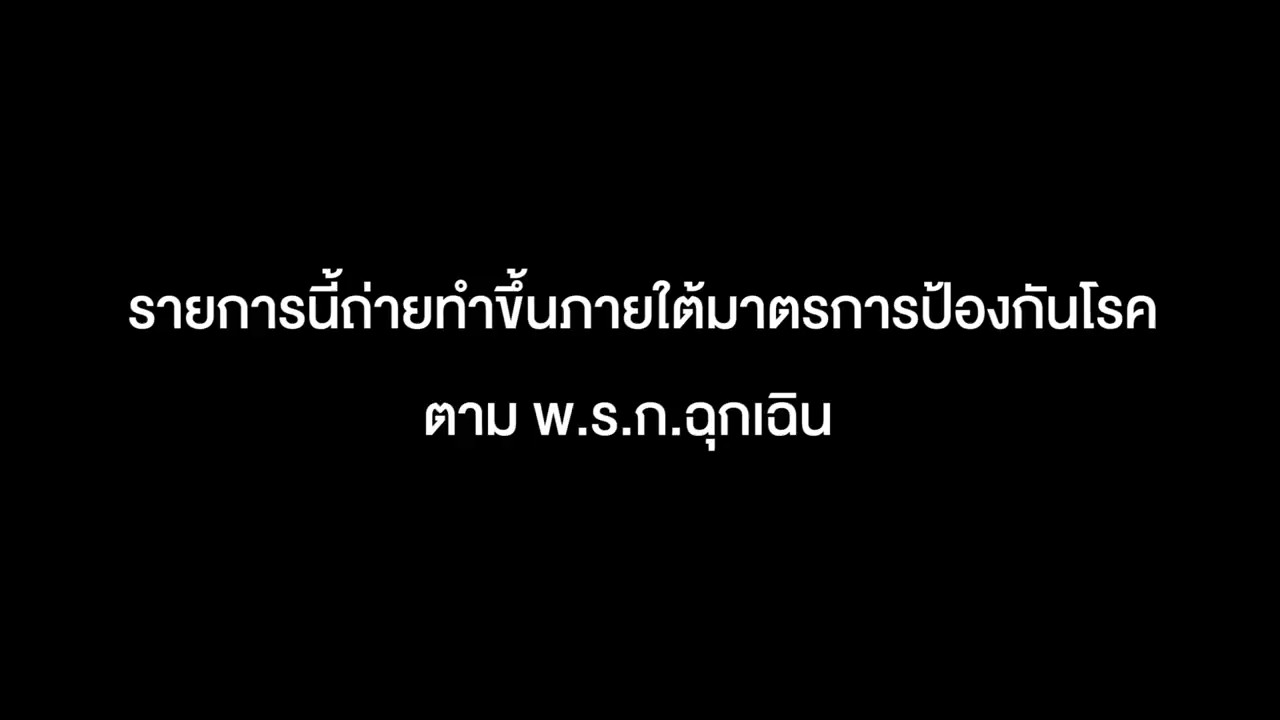 รายการนี้ถ่ายทำขึ้นภายใต้มาตรการป้องกันโรค
ตาม พ.ร.ก.ฉุกเฉิน